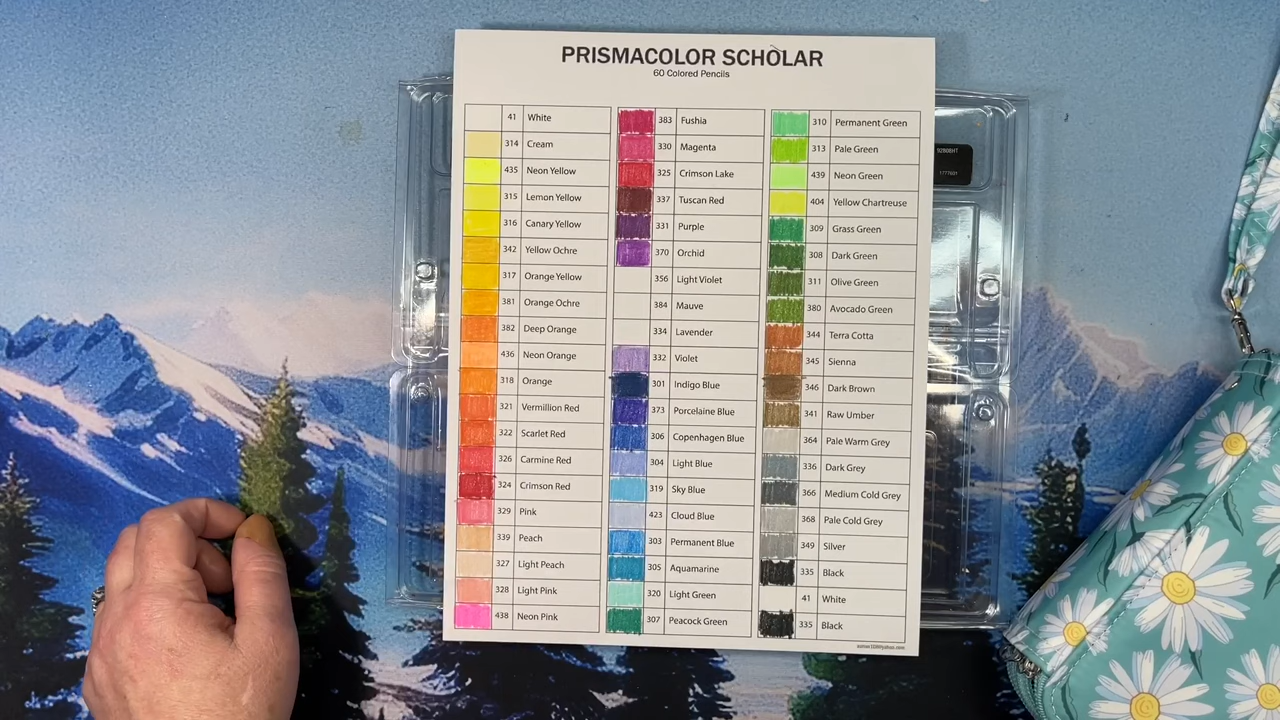 PRISMACOLOR SCHOLAR
60 Colored Pencils
41 White
314 Cream
435 Neon Yellow
315 Lemon Yellow
316 Canary Yellow
342 Yellow Ochre
317 Orange Yellow
381 Orange Ochre
382 Deep Orange
436 Neon Orange
318 Orange
321 Vermillion Red
322 Scarlet Red
326 Carmine Red
324 Crimson Red
329 Pink
339 Peach
327 Light Peach
328 Light Pink
438 Neon Pink
383 Fushia
330 Magenta
325 Crimson Lake
337 Tuscan Red
331 Purple
370 Orchid
356 Light Violet
384 Mauve
334 Lavender
332 Violet
301 Indigo Blue
373 Porcelaine Blue
306 Copenhagen Blue
304 Light Blue
319 Sky Blue
423 Cloud Blue
303 Permanent Blue
305 Aquamarine
320 Light Green
307 Peacock Green
310 Permanent Green
313 Pale Green
439 Neon Green
404 Yellow Chartreuse
309 Grass Green
308 Dark Green
311 Olive Green
380 Avocado Green
344 Terra Cotta
345 Sienna
346 Dark Brown
341 Raw Umber
364 Pale Warm Grey
336 Dark Grey
366 Medium Cold Grey
368 Pale Cold Grey
349 Silver
335 Black
41 White
335 Black